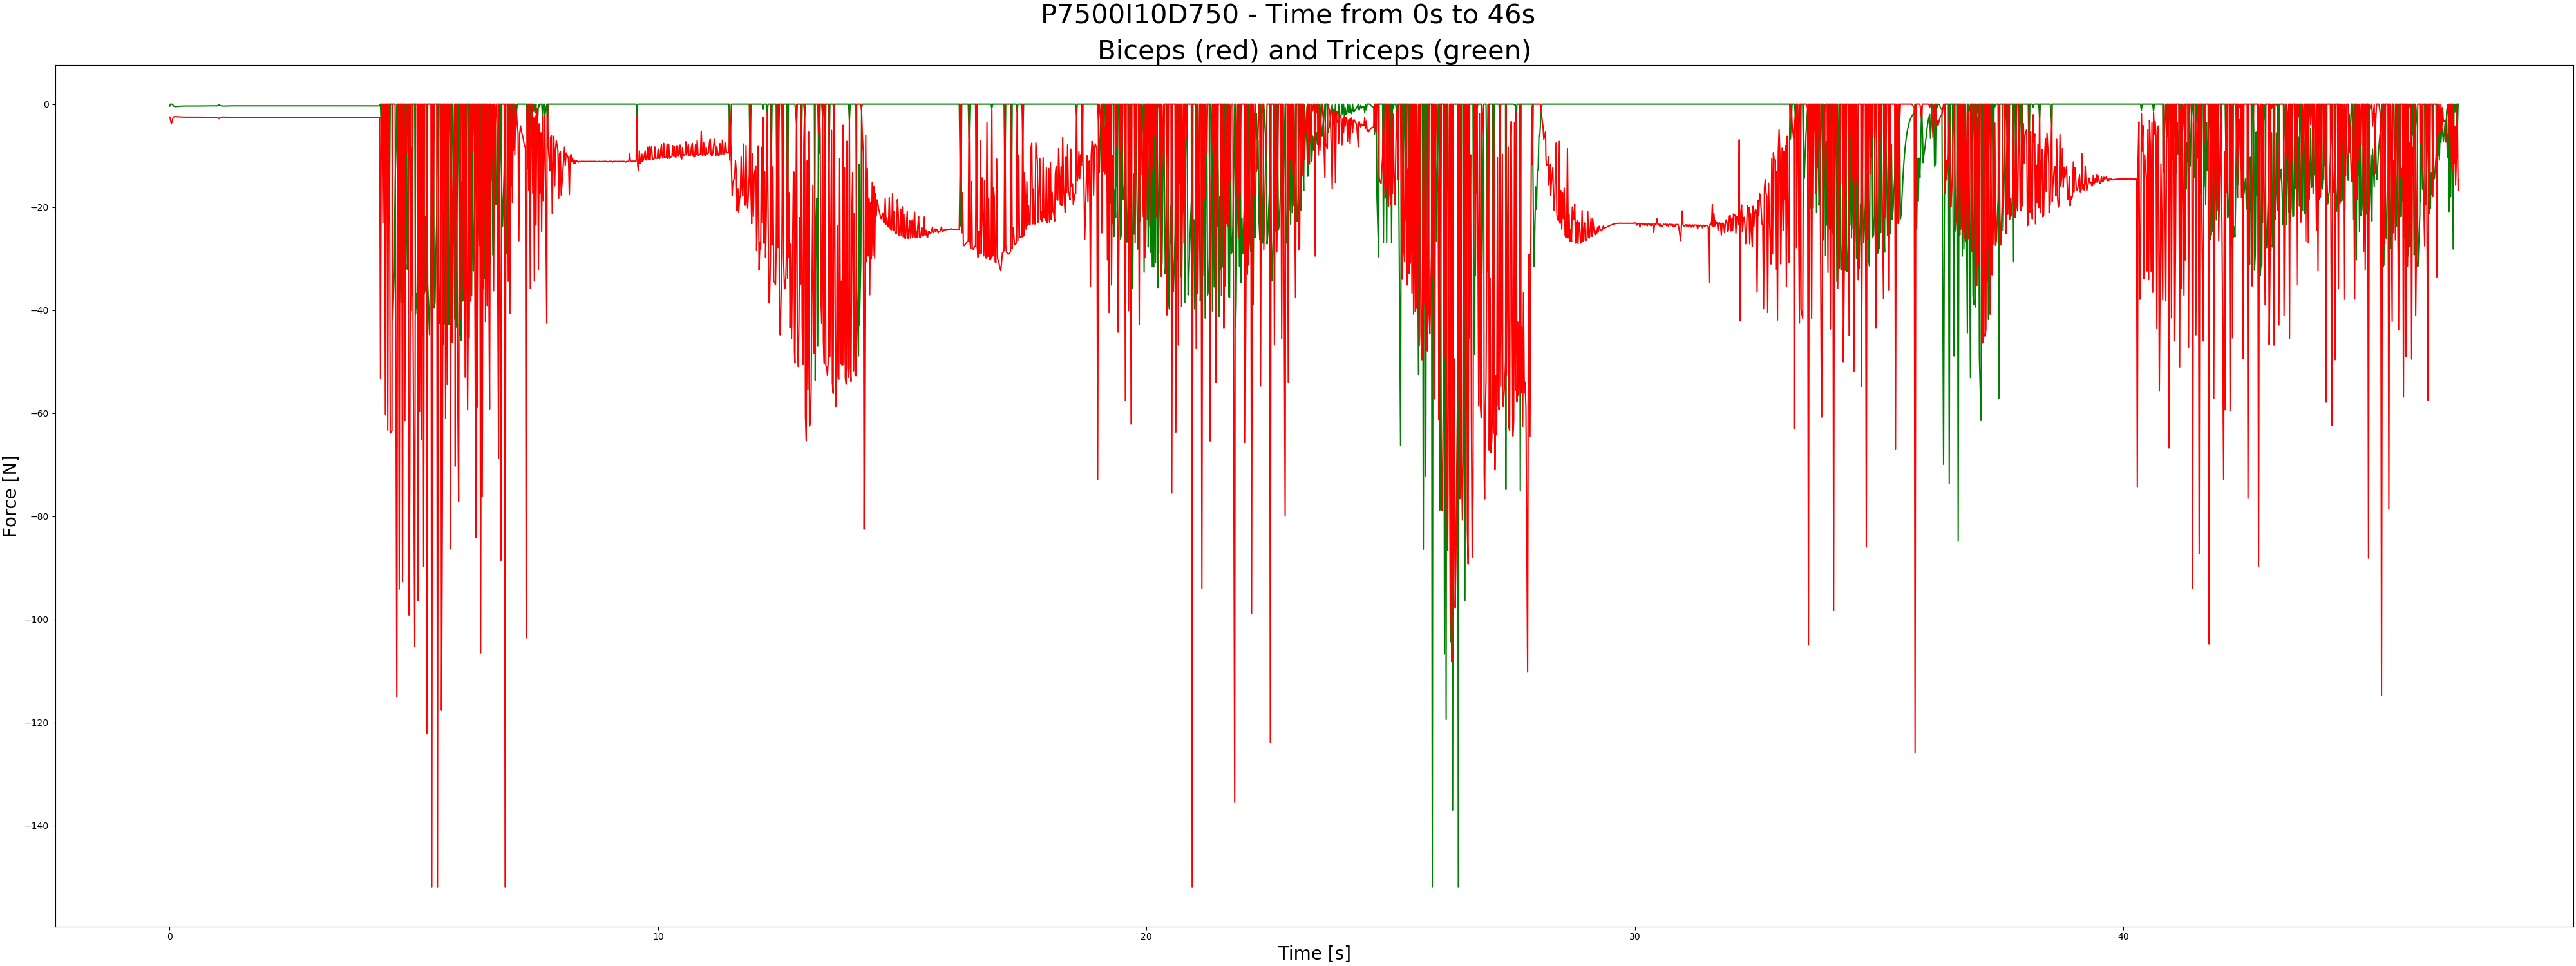 P7500I10D750 - Time from 0s to 46s
Biceps (red) and Triceps (green)
0
−20
−40
−60
−80
−100
−120
−140
Force [N]
0 10 20 30 40
Time [s]